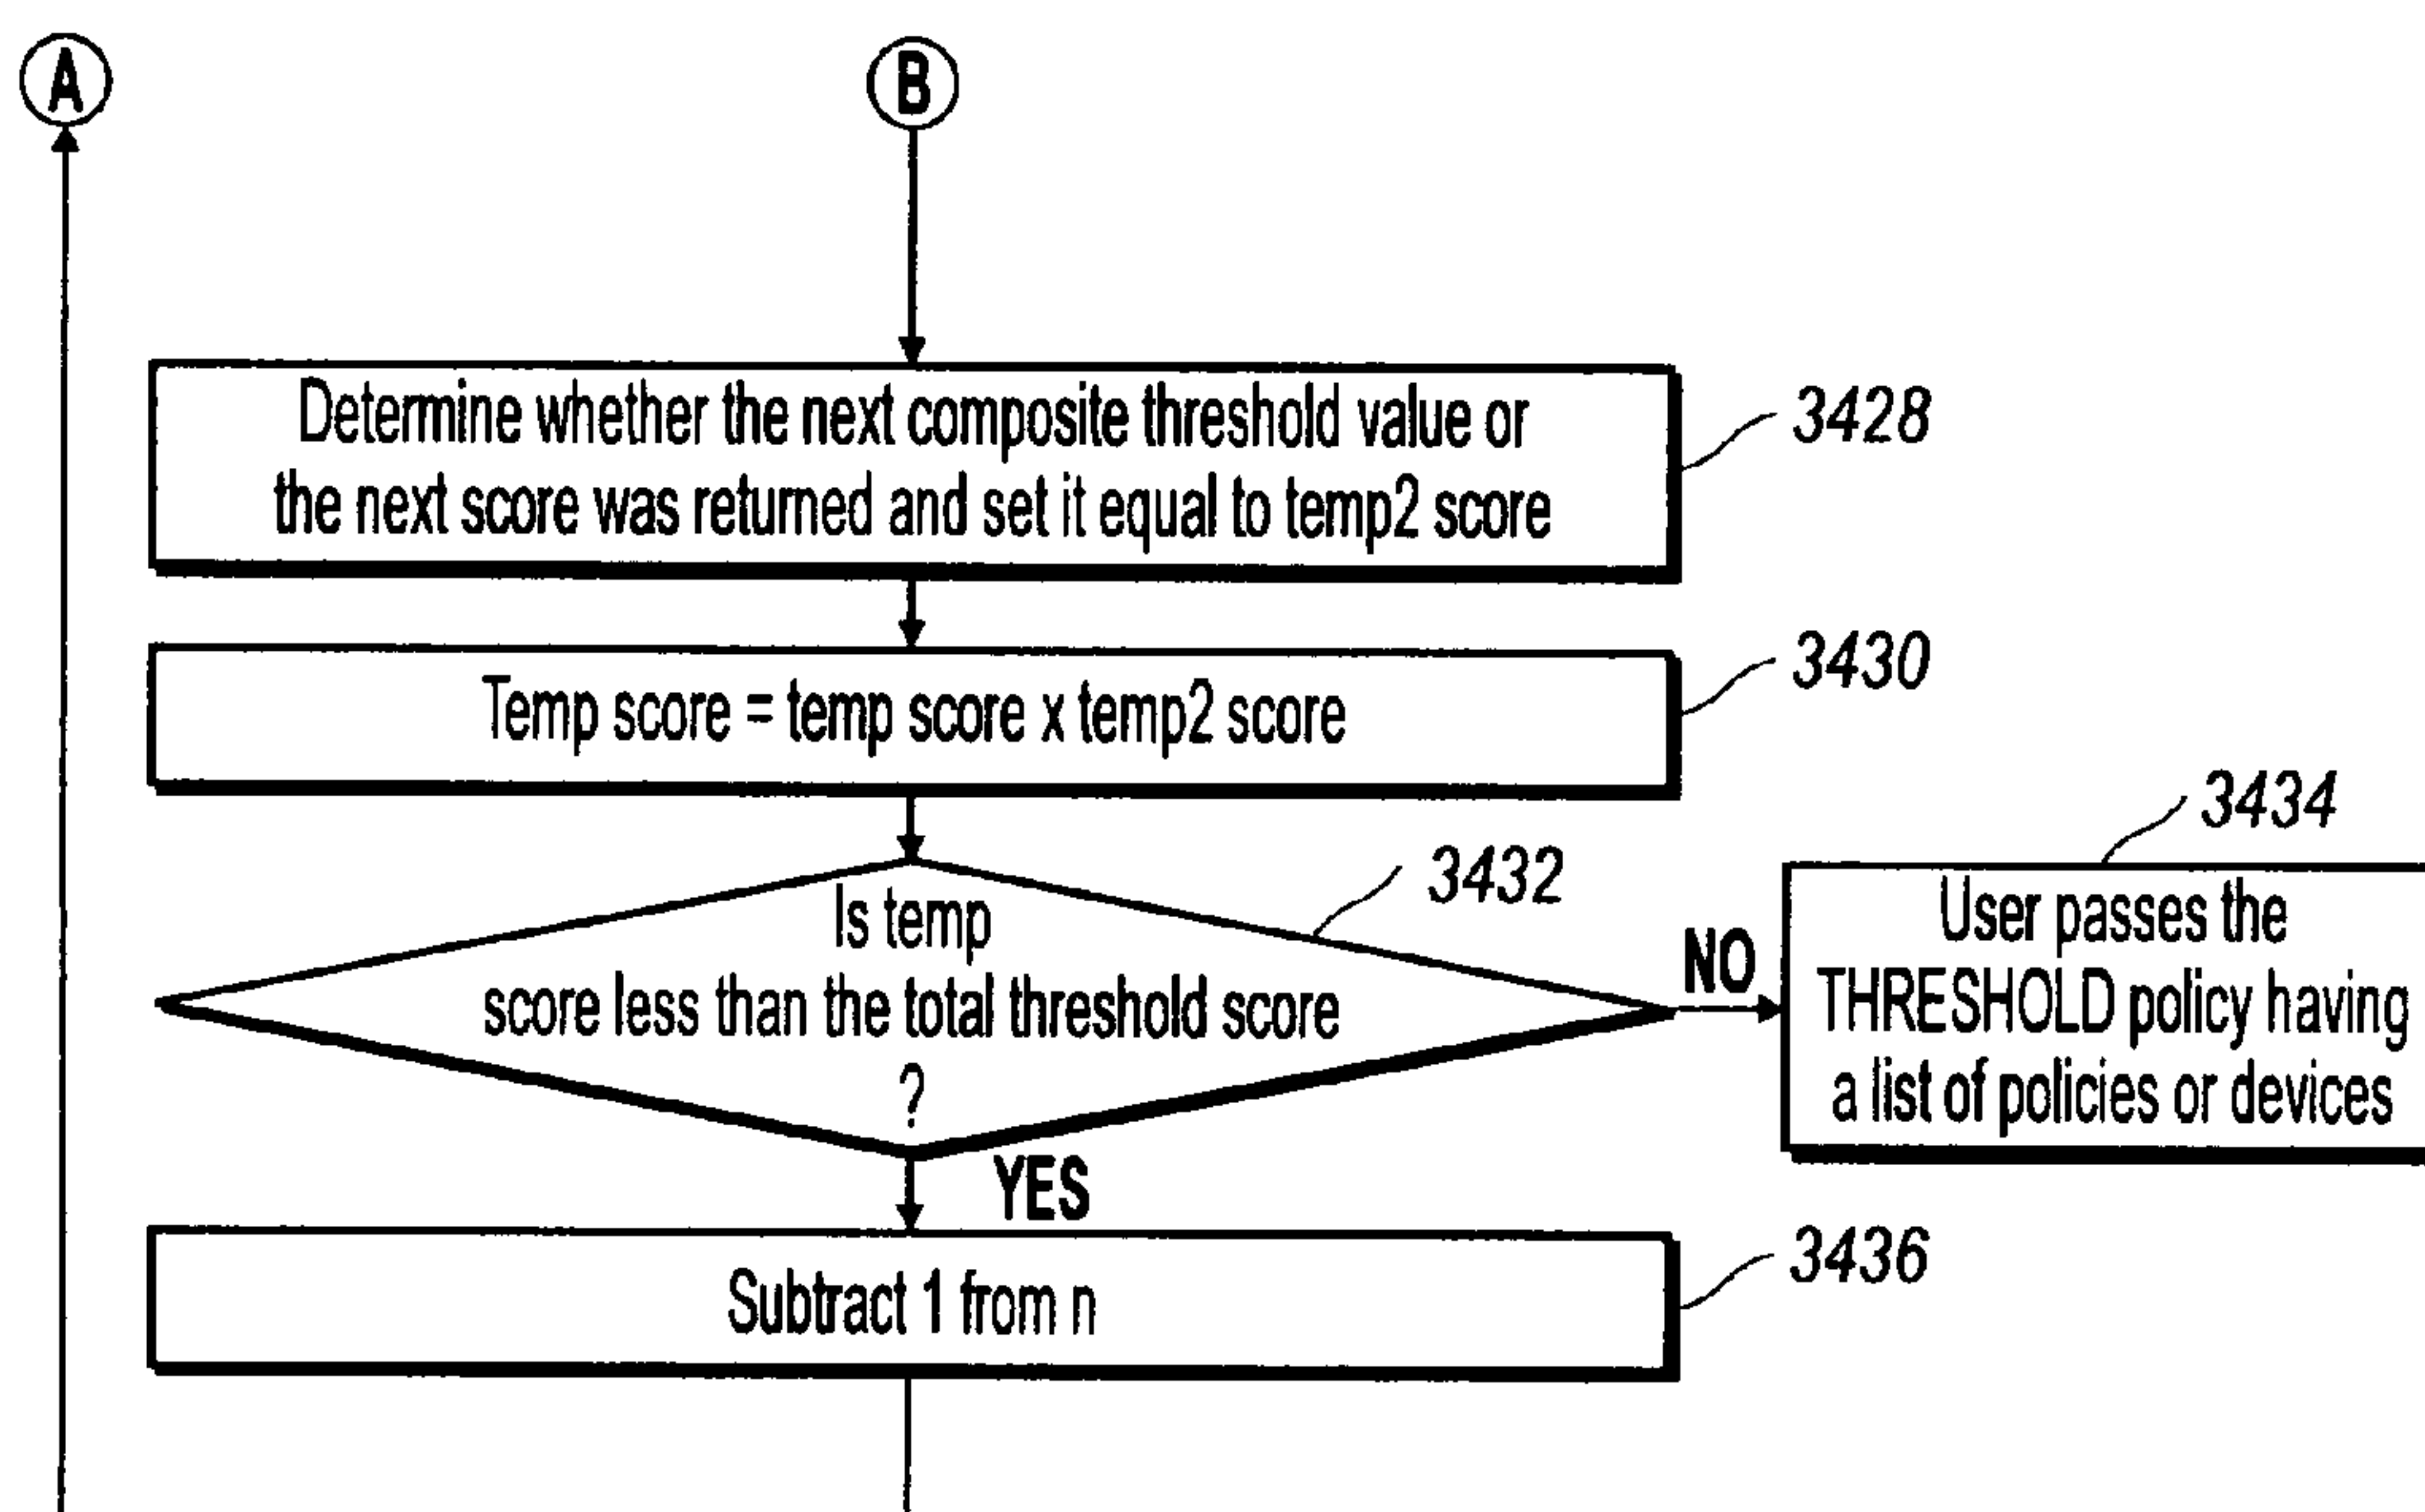 A
B
Determine whether the next composite threshold value or
the next score was returned and set it equal to temp2 score
3428
Temp score = temp score x temp2 score
3430
Is temp
score less than the total threshold score
?
3432
NO
3434
User passes the
THRESHOLD policy having
a list of policies or devices
YES
Subtract 1 from n
3436